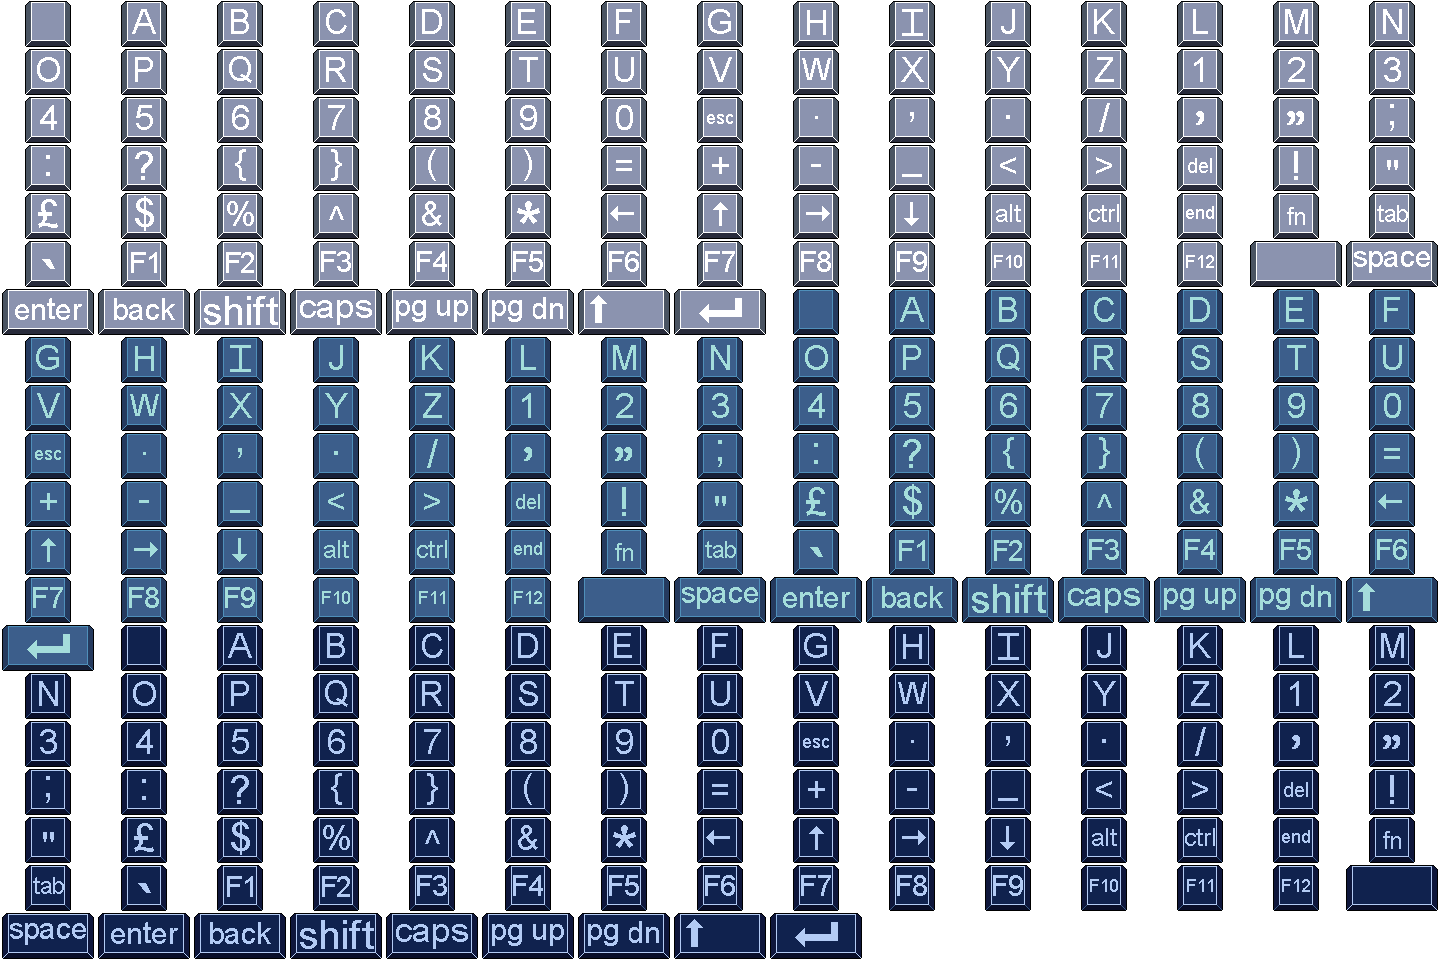 A B C D E F G H I J K L M N
O P Q R S T U V W X Y Z 1 2 3
4 5 6 7 8 9 0 esc · , . / ’ ” ;
: ? { } ( ) = + - _ < > del ! "
£ $ % ^ & * ← ↑ → ↓ alt ctrl end fn tab
` F1 F2 F3 F4 F5 F6 F7 F8 F9 F10 F11 F12 space
enter back shift caps pg up pg dn ↑ ↵ A B C D E F
G H I J K L M N O P Q R S T U
V W X Y Z 1 2 3 4 5 6 7 8 9 0
esc · , . / ’ ” ; : ? { } ( ) =
+ - _ < > del ! " £ $ % ^ & * ←
↑ → ↓ alt ctrl end fn tab ` F1 F2 F3 F4 F5 F6
F7 F8 F9 F10 F11 F12 space enter back shift caps pg up pg dn ↑
↵ A B C D E F G H I J K L M
N O P Q R S T U V W X Y Z 1 2
3 4 5 6 7 8 9 0 esc · , . / ’ ”
; : ? { } ( ) = + - _ < > del !
" £ $ % ^ & * ← ↑ → ↓ alt ctrl end fn
tab ` F1 F2 F3 F4 F5 F6 F7 F8 F9 F10 F11 F12
space enter back shift caps pg up pg dn ↑ ↵